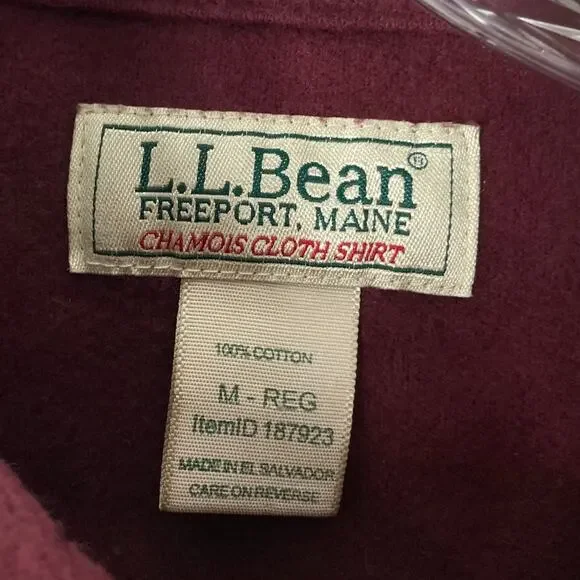 L.L.Bean®
FREEPORT, MAINE
CHAMOIS CLOTH SHIRT
100% COTTON
M - REG
ItemID 187923
MADE IN EL SALVADOR
CARE ON REVERSE